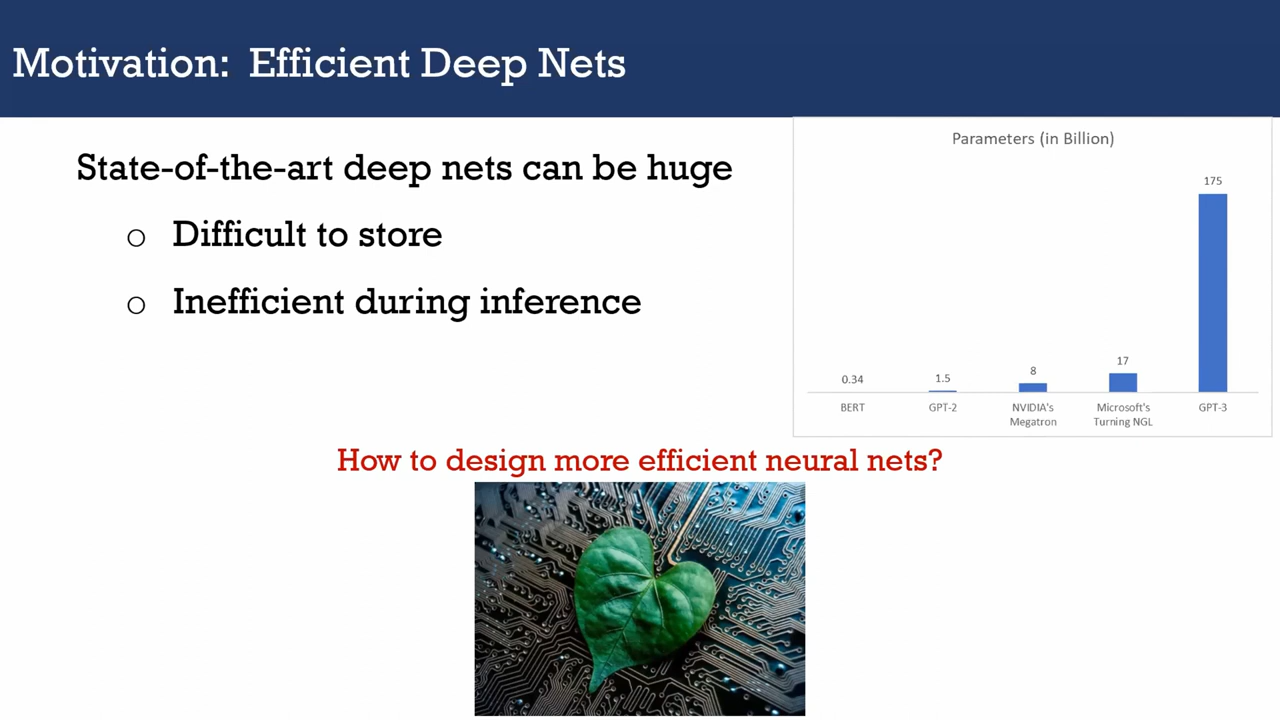 Motivation: Efficient Deep Nets
State-of-the-art deep nets can be huge
o Difficult to store
o Inefficient during inference
Parameters (in Billion)
0.34
1.5
8
17
175
BERT
GPT-2
NVIDIA's
Megatron
Microsoft's
Turning NGL
GPT-3
How to design more efficient neural nets?